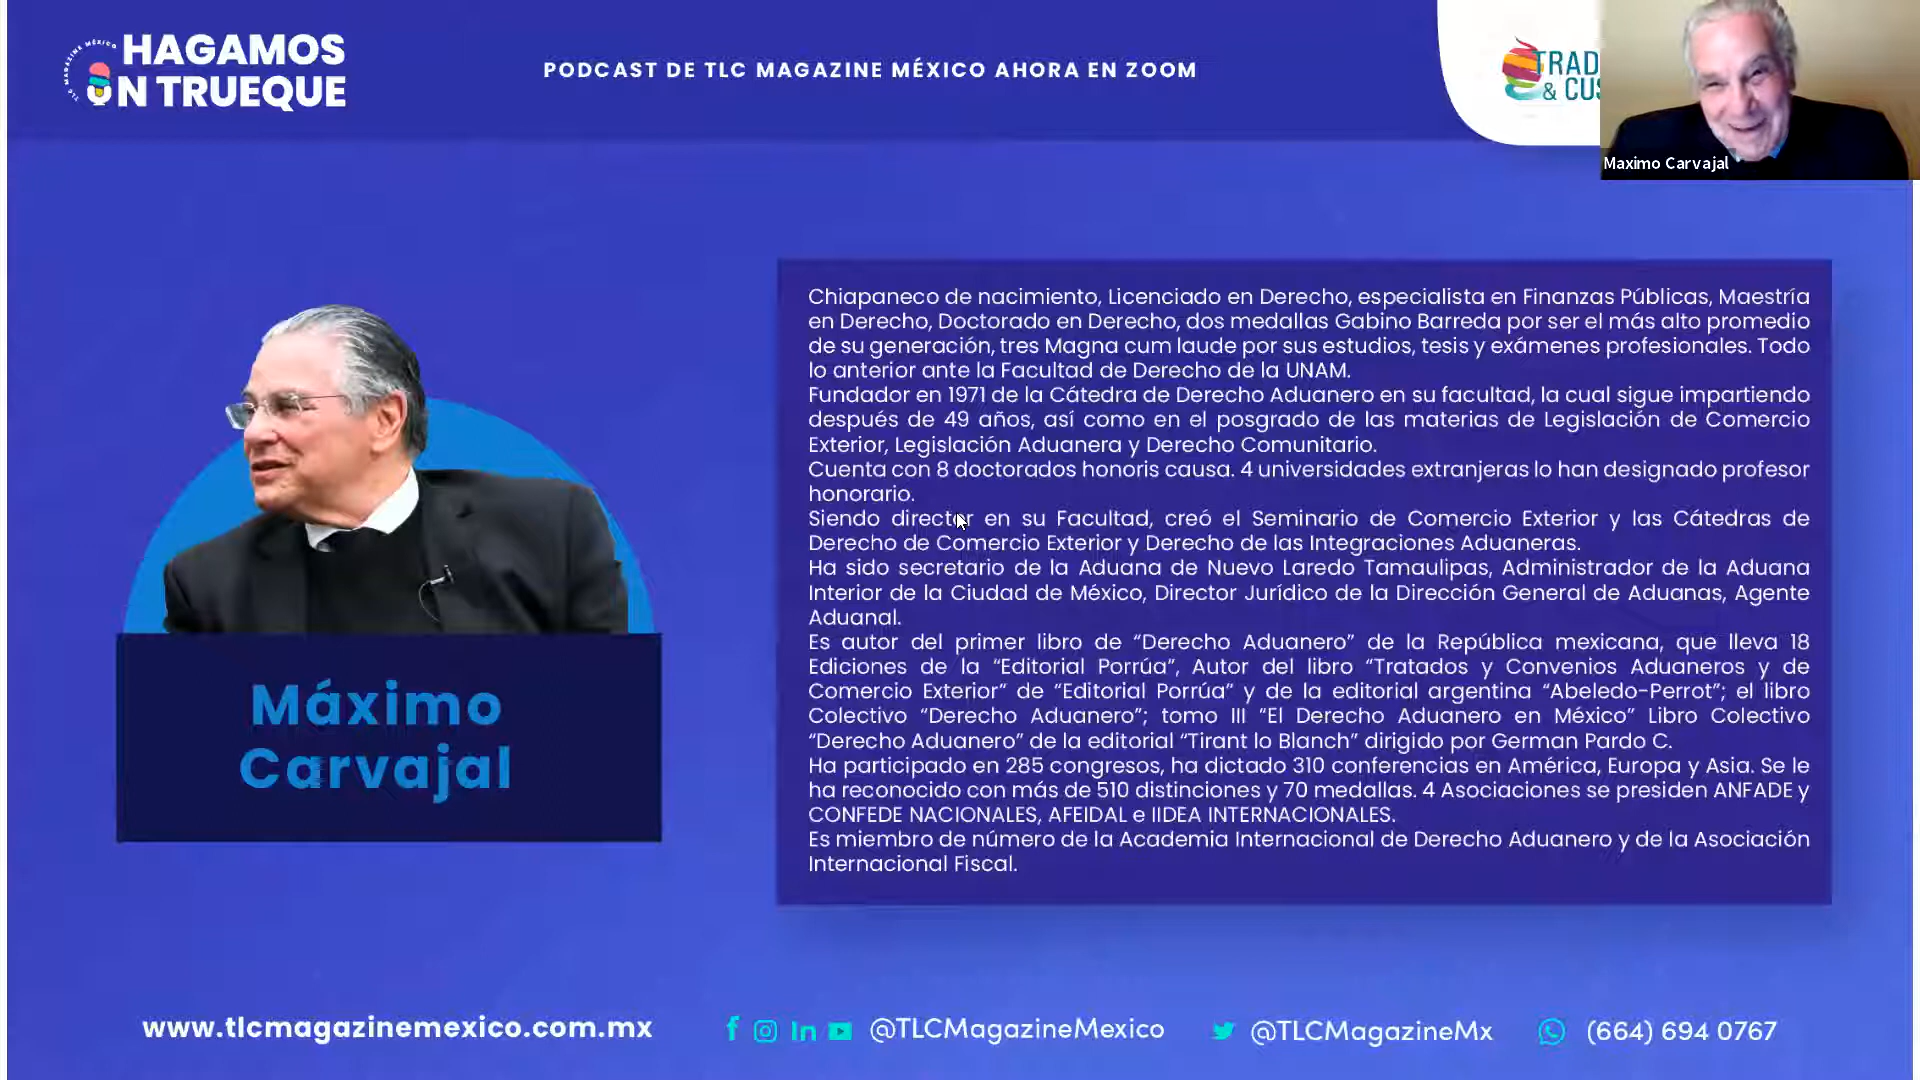 TLC MAGAZINE MÉXICO
HAGAMOS
UN TRUEQUE
PODCAST DE TLC MAGAZINE MÉXICO AHORA EN ZOOM
TRAD
& CUS
Maximo Carvajal
Chiapaneco de nacimiento, Licenciado en Derecho, especialista en Finanzas Públicas, Maestría
en Derecho, Doctorado en Derecho, dos medallas Gabino Barreda por ser el más alto promedio
de su generación, tres Magna cum laude por sus estudios, tesis y exámenes profesionales. Todo
lo anterior ante la Facultad de Derecho de la UNAM.
Fundador en 1971 de la Cátedra de Derecho Aduanero en su facultad, la cual sigue impartiendo
después de 49 años, así como en el posgrado de las materias de Legislación de Comercio
Exterior, Legislación Aduanera y Derecho Comunitario.
Cuenta con 8 doctorados honoris causa. 4 universidades extranjeras lo han designado profesor
honorario.
Siendo director en su Facultad, creó el Seminario de Comercio Exterior y las Cátedras de
Derecho de Comercio Exterior y Derecho de las Integraciones Aduaneras.
Ha sido secretario de la Aduana de Nuevo Laredo Tamaulipas, Administrador de la Aduana
Interior de la Ciudad de México, Director Jurídico de la Dirección General de Aduanas, Agente
Aduanal.
Es autor del primer libro de “Derecho Aduanero” de la República mexicana, que lleva 18
Ediciones de la “Editorial Porrúa”, Autor del libro “Tratados y Convenios Aduaneros y de
Comercio Exterior” de “Editorial Porrúa” y de la editorial argentina “Abeledo-Perrot”; el libro
Colectivo “Derecho Aduanero”; tomo III “El Derecho Aduanero en México” Libro Colectivo
“Derecho Aduanero” de la editorial “Tirant lo Blanch” dirigido por German Pardo C.
Ha participado en 285 congresos, ha dictado 310 conferencias en América, Europa y Asia. Se le
ha reconocido con más de 510 distinciones y 70 medallas. 4 Asociaciones se presiden ANFADE y
CONFEDE NACIONALES, AFEIDAL e IIDEA INTERNACIONALES.
Es miembro de número de la Academia Internacional de Derecho Aduanero y de la Asociación
Internacional Fiscal.
Máximo
Carvajal
www.tlcmagazinemexico.com.mx
@TLCMagazineMexico
@TLCMagazineMx
(664) 694 0767